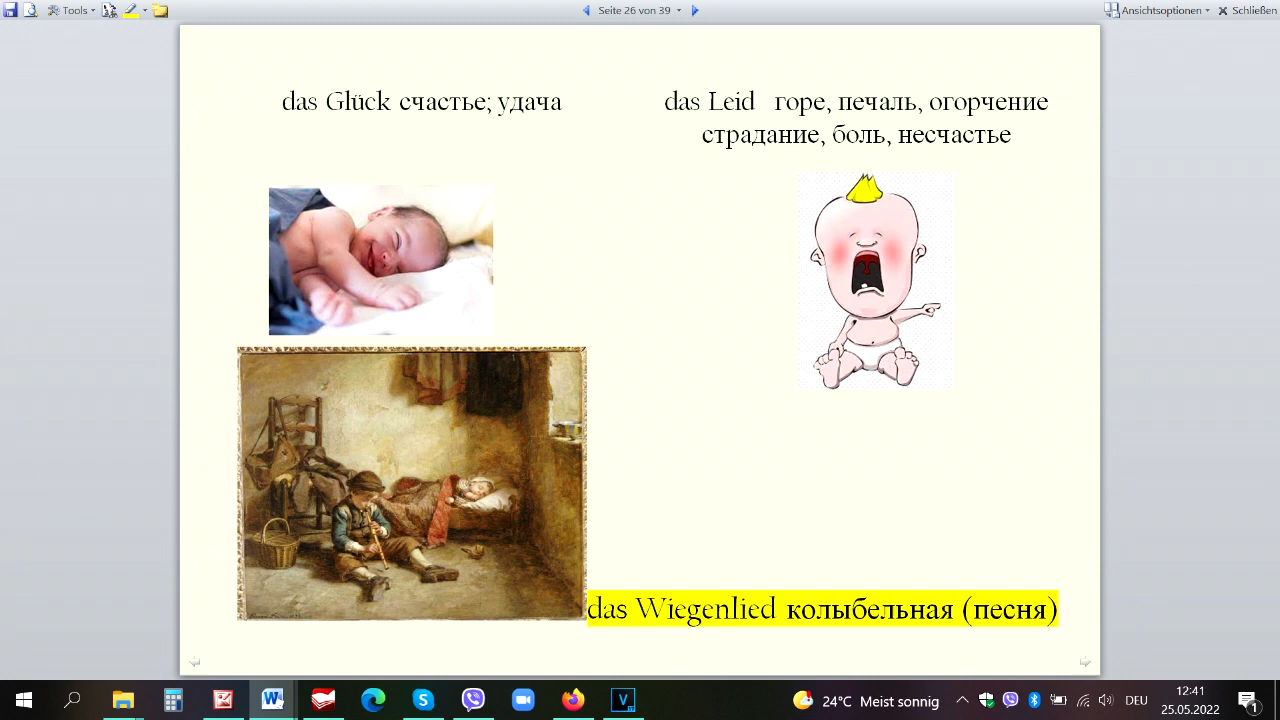 Tools
Seite 26 von 39
Ansichtsoptionen
Schließen
das Glück счастье; удача
das Leid горе, печаль, огорчение
страдание, боль, несчастье
das Wiegenlied колыбельная (песня)
24°C Meist sonnig
DEU
12:41
25.05.2022
1